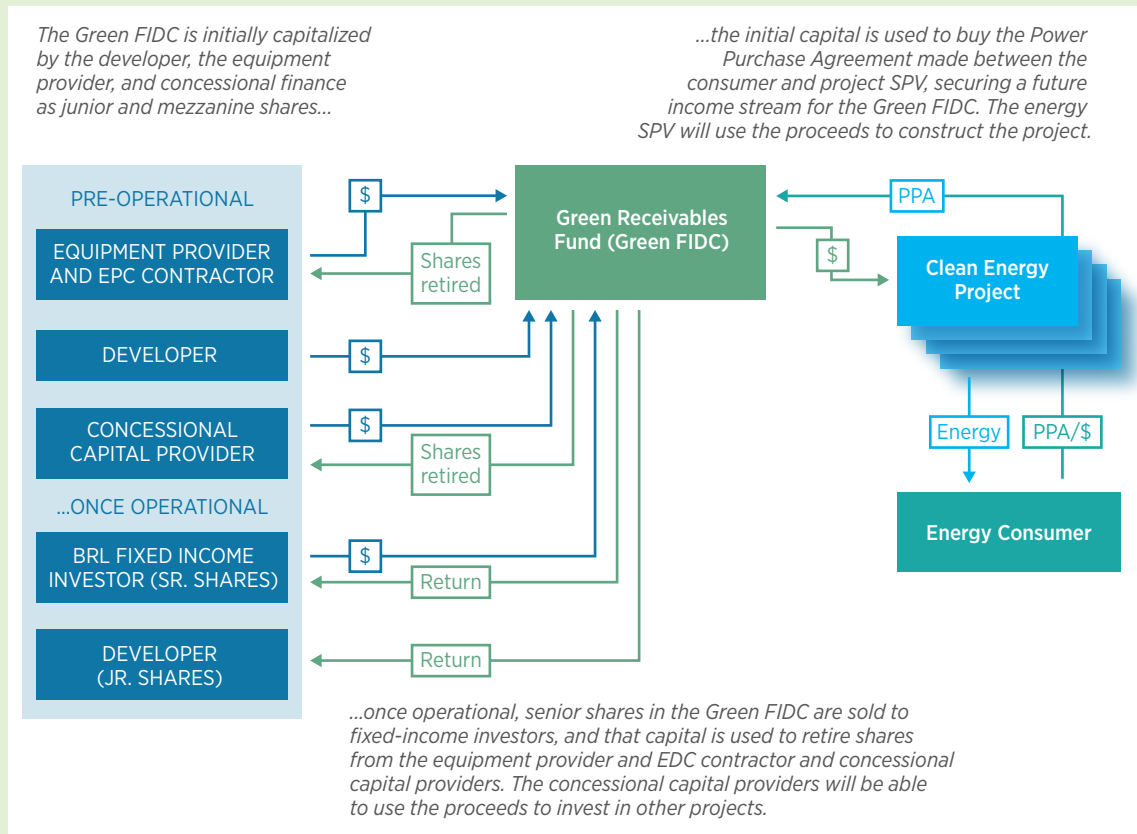 The Green FIDC is initially capitalized
by the developer, the equipment
provider, and concessional finance
as junior and mezzanine shares...
...the initial capital is used to buy the Power
Purchase Agreement made between the
consumer and project SPV, securing a future
income stream for the Green FIDC. The energy
SPV will use the proceeds to construct the project.
PRE-OPERATIONAL
EQUIPMENT PROVIDER
AND EPC CONTRACTOR
DEVELOPER
CONCESSIONAL
CAPITAL PROVIDER
...ONCE OPERATIONAL
BRL FIXED INCOME
INVESTOR (SR. SHARES)
DEVELOPER
(JR. SHARES)
$
Shares
retired
$
$
Shares
retired
$
Return
Return
Green Receivables
Fund (Green FIDC)
PPA
$
Clean Energy
Project
Energy
PPA/$
Energy Consumer
...once operational, senior shares in the Green FIDC are sold to
fixed-income investors, and that capital is used to retire shares
from the equipment provider and EDC contractor and concessional
capital providers. The concessional capital providers will be able
to use the proceeds to invest in other projects.